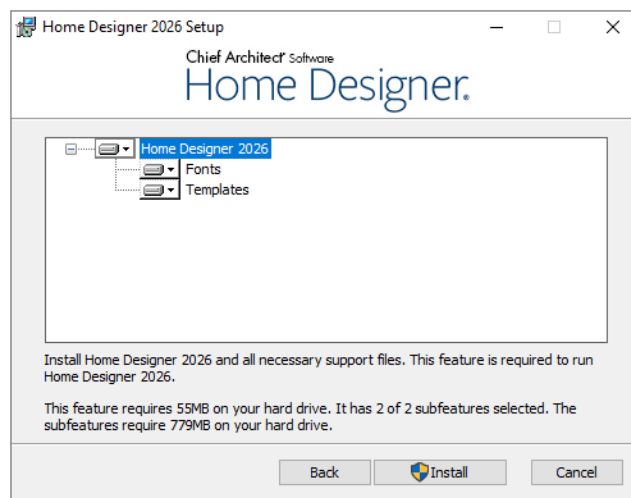 Home Designer 2026 Setup
Chief Architect® Software
Home Designer®
Home Designer 2026
Fonts
Templates
Install Home Designer 2026 and all necessary support files. This feature is required to run
Home Designer 2026.
This feature requires 55MB on your hard drive. It has 2 of 2 subfeatures selected. The
subfeatures require 779MB on your hard drive.
Back
Install
Cancel